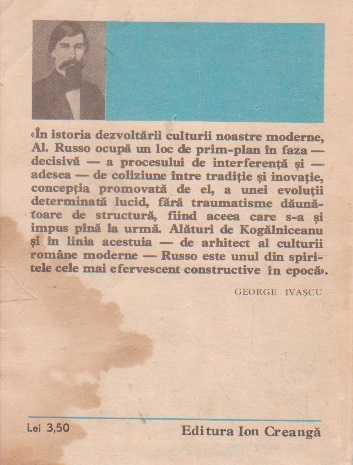 «În istoria dezvoltării culturii noastre moderne,
Al. Russo ocupă un loc de prim-plan în faza —
decisivă — a procesului de interferență și —
adesea — de coliziune între tradiție și inovație,
concepția promovată de el, a unei evoluții
determinată lucid, fără traumatisme dăună-
toare de structură, fiind aceea care s-a și
impus pînă la urmă. Alături de Kogălniceanu
și în linia acestuia — de arhitect al culturii
române moderne — Russo este unul din spiri-
tele cele mai efervescent constructive în epocă».
GEORGE IVAȘCU
Lei 3,50
Editura Ion Creangă